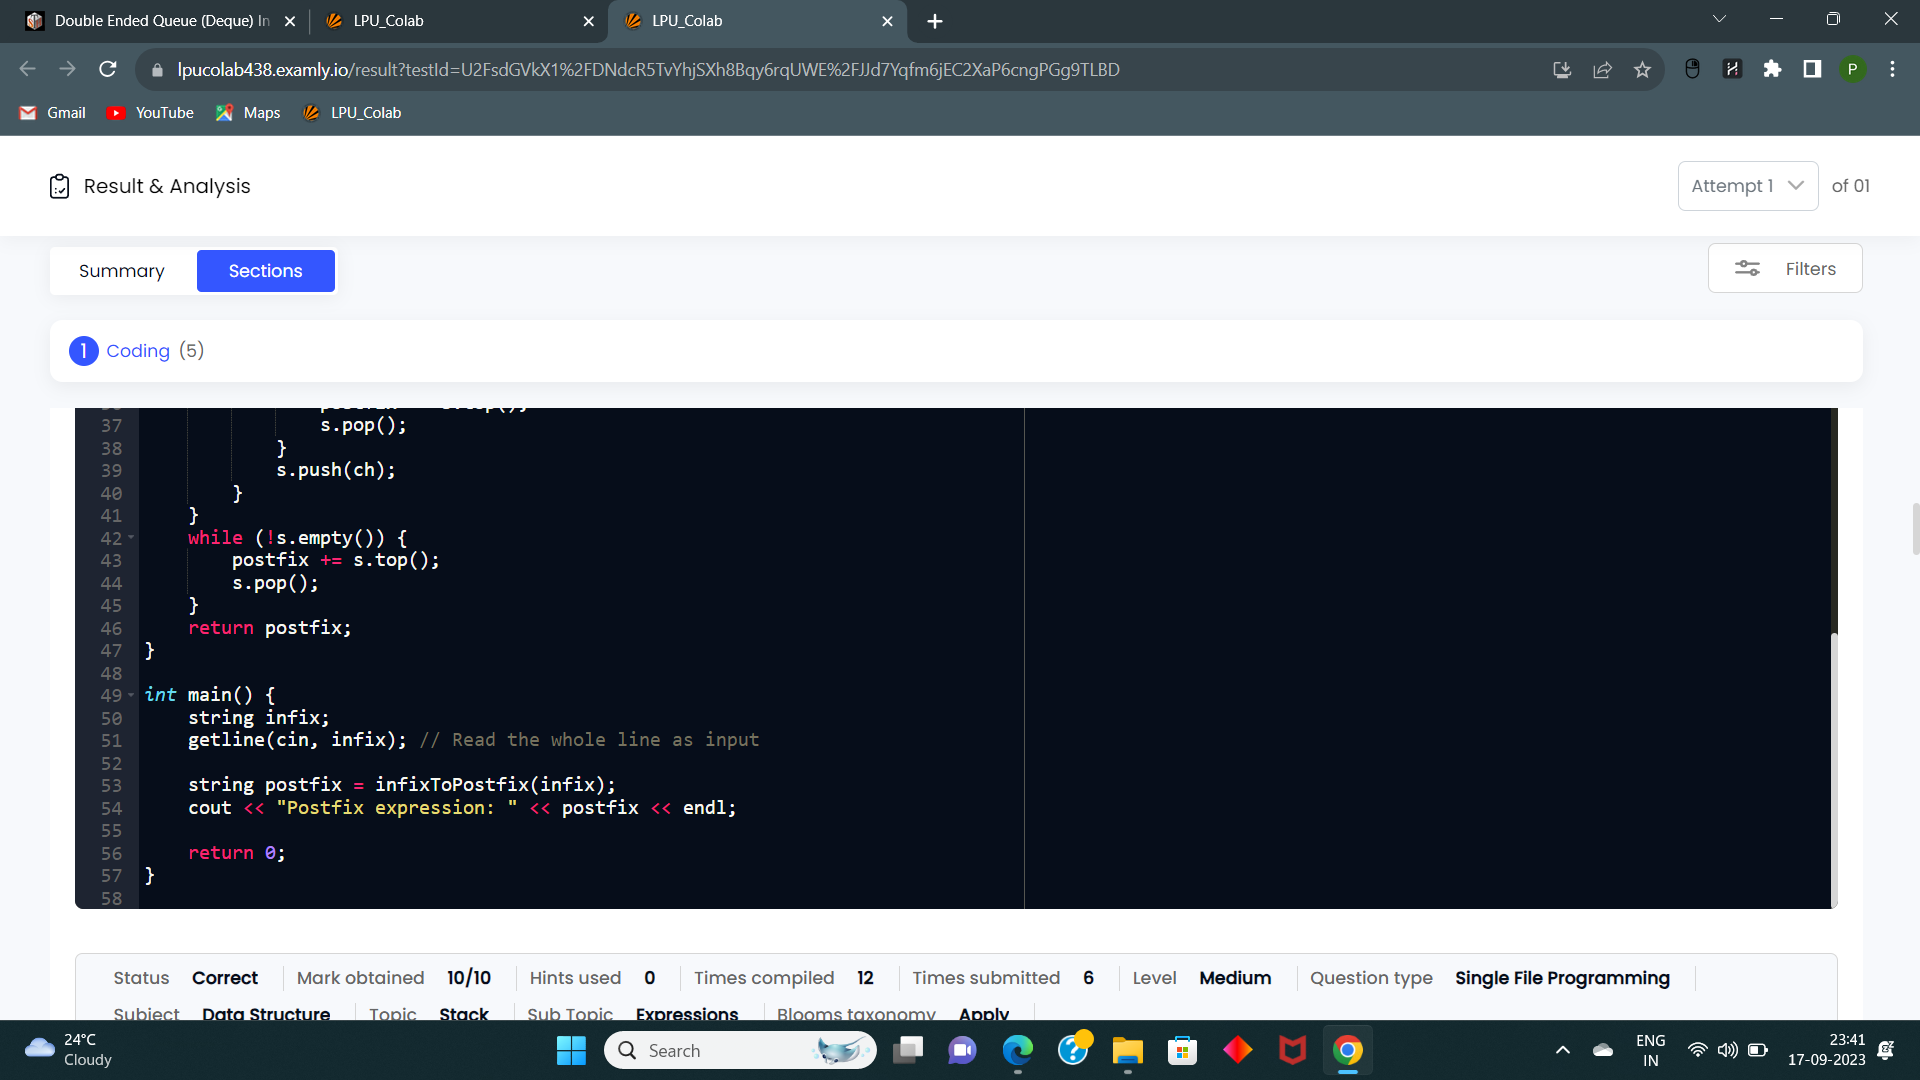 Double Ended Queue (Deque) In
LPU_Colab
LPU_Colab
lpucolab438.examly.io/result?testId=U2FsdGVkX1%2FDNdcR5TvYhjSXh8Bqy6rqUWE%2FJJd7Yqfm6jEC2XaP6cngPGg9TLBD
P
Gmail YouTube Maps LPU_Colab
Result & Analysis
Attempt 1 of 01
Summary Sections Filters
1 Coding (5)
37 s.pop();
38 }
39 s.push(ch);
40 }
41 }
42 while (!s.empty()) {
43 postfix += s.top();
44 s.pop();
45 }
46 return postfix;
47 }
48
49 int main() {
50 string infix;
51 getline(cin, infix); // Read the whole line as input
52
53 string postfix = infixToPostfix(infix);
54 cout << "Postfix expression: " << postfix << endl;
55
56 return 0;
57 }
58
Status Correct Mark obtained 10/10 Hints used 0 Times compiled 12 Times submitted 6 Level Medium Question type Single File Programming
Subject Data Structure Topic Stack Sub Topic Expressions Blooms taxonomy Apply
24°C
Cloudy
Search
ENG
IN
23:41
17-09-2023